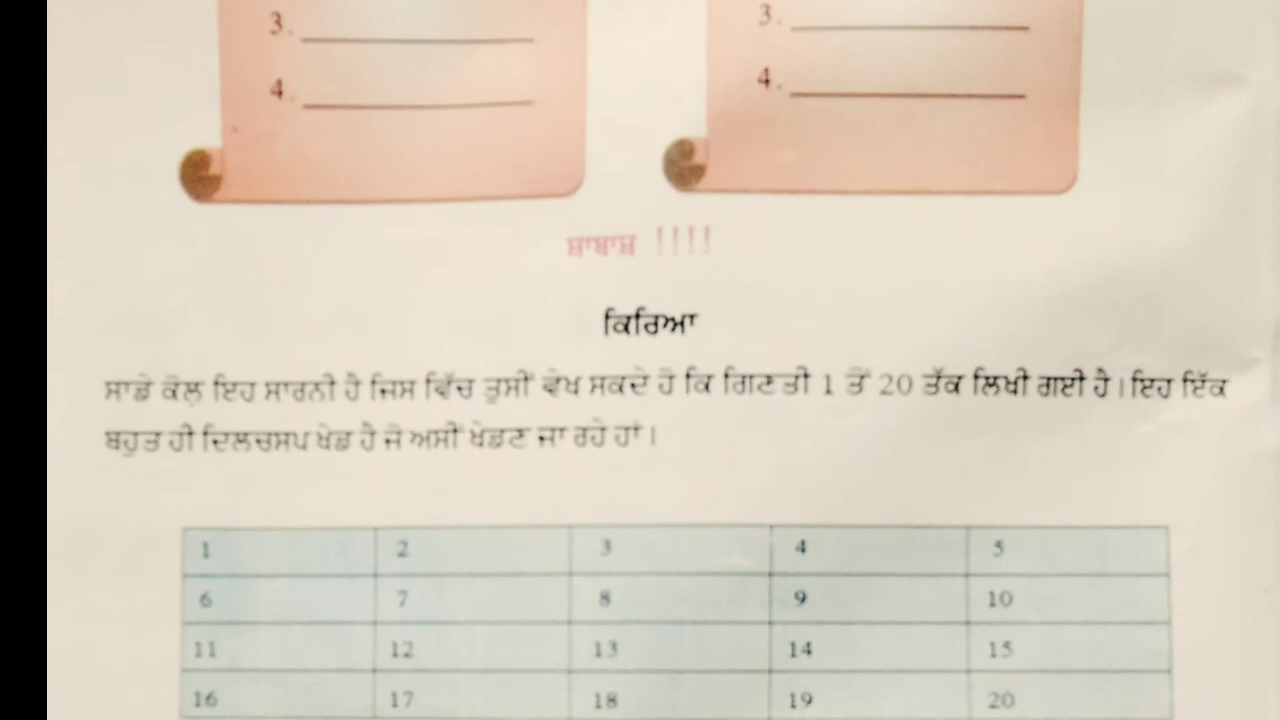 3. 3.
4. 4.
ਸ਼ਾਬਾਸ਼ !!!!
ਕਿਰਿਆ
ਸਾਡੇ ਕੋਲ਼ ਇਹ ਸਾਰਨੀ ਹੈ ਜਿਸ ਵਿੱਚ ਤੁਸੀਂ ਵੇਖ ਸਕਦੇ ਹੋ ਕਿ ਗਿਣਤੀ 1 ਤੋਂ 20 ਤੱਕ ਲਿਖੀ ਗਈ ਹੈ। ਇਹ ਇੱਕ
ਬਹੁਤ ਹੀ ਦਿਲਚਸਪ ਖੇਡ ਹੈ ਜੋ ਅਸੀਂ ਖੇਡਣ ਜਾ ਰਹੇ ਹਾਂ।
1 2 3 4 5
6 7 8 9 10
11 12 13 14 15
16 17 18 19 20